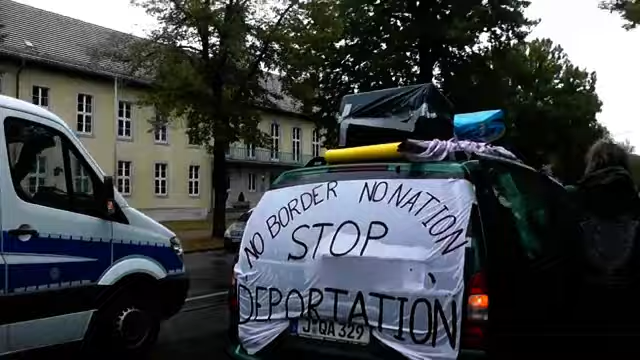 NO BORDER NO NATION
STOP
DEPORTATION
J QA 329